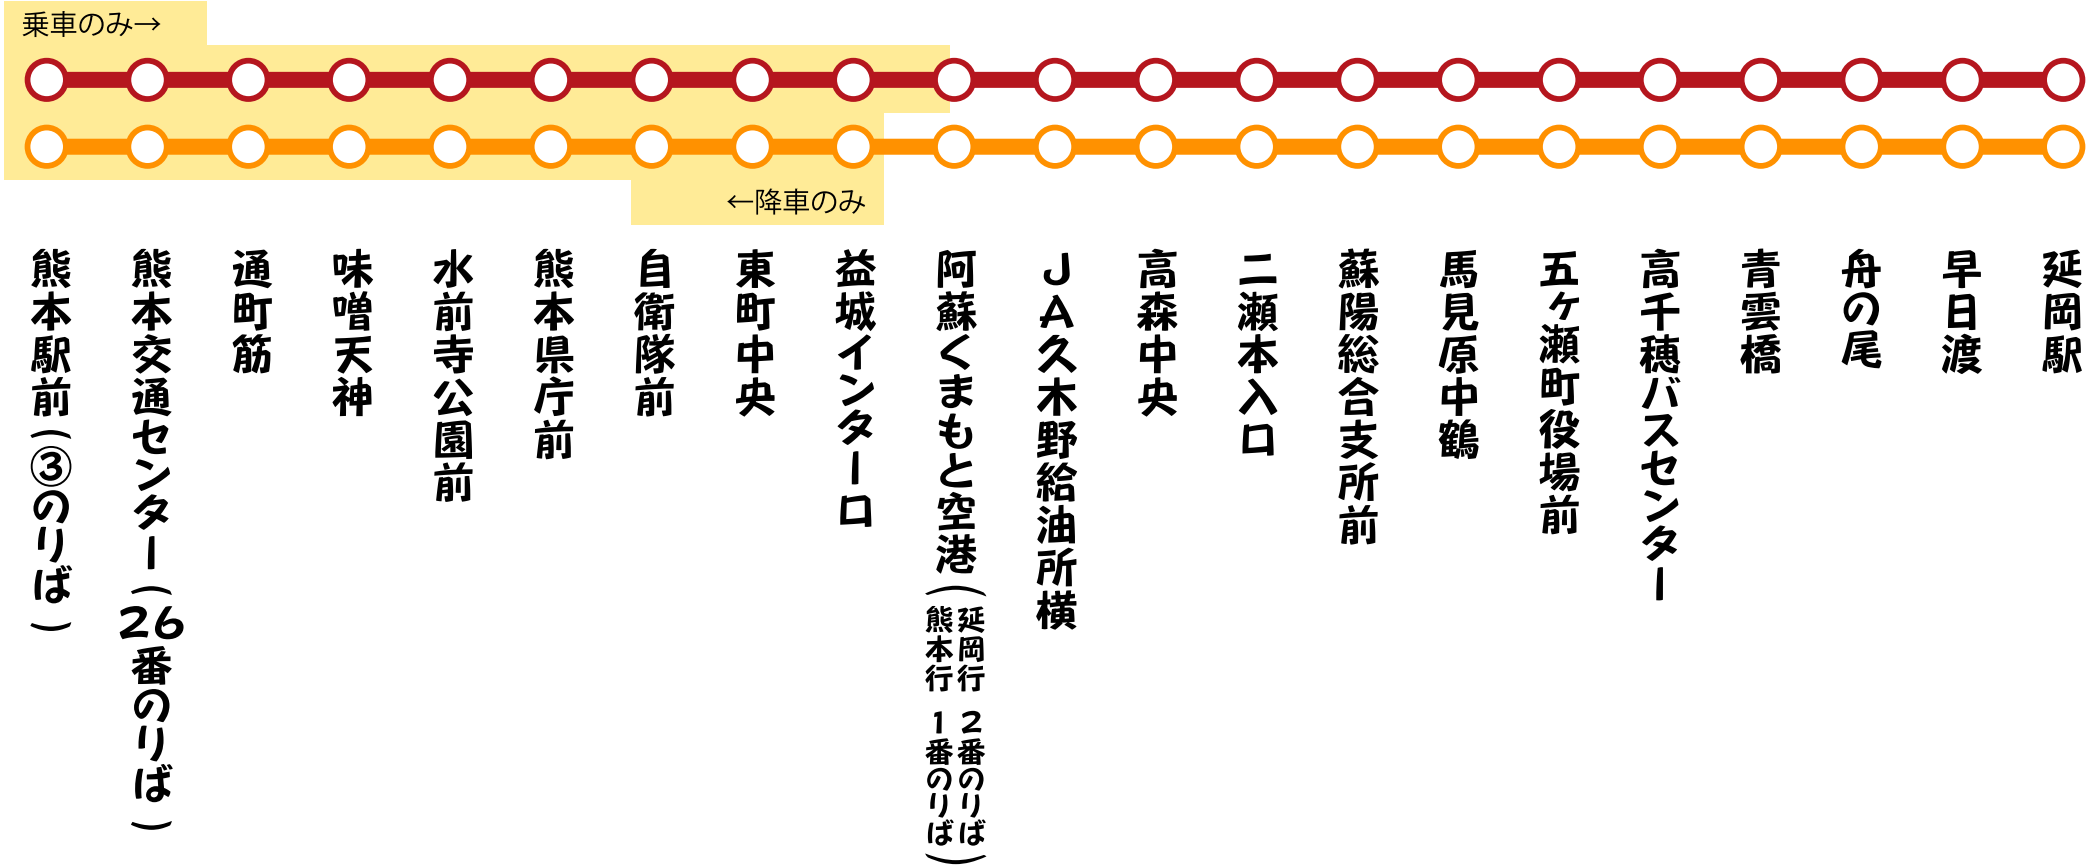 乗車のみ→
←降車のみ
熊本駅前(③のりば)
熊本交通センター(26番のりば)
通町筋
味噌天神
水前寺公園前
熊本県庁前
自衛隊前
東町中央
益城インター口
阿蘇くまもと空港(延岡行 2番のりば
熊本行 1番のりば)
JA久木野給油所横
高森中央
二瀬本入口
蘇陽総合支所前
馬見原中鶴
五ヶ瀬町役場前
高千穂バスセンター
青雲橋
舟の尾
早日渡
延岡駅